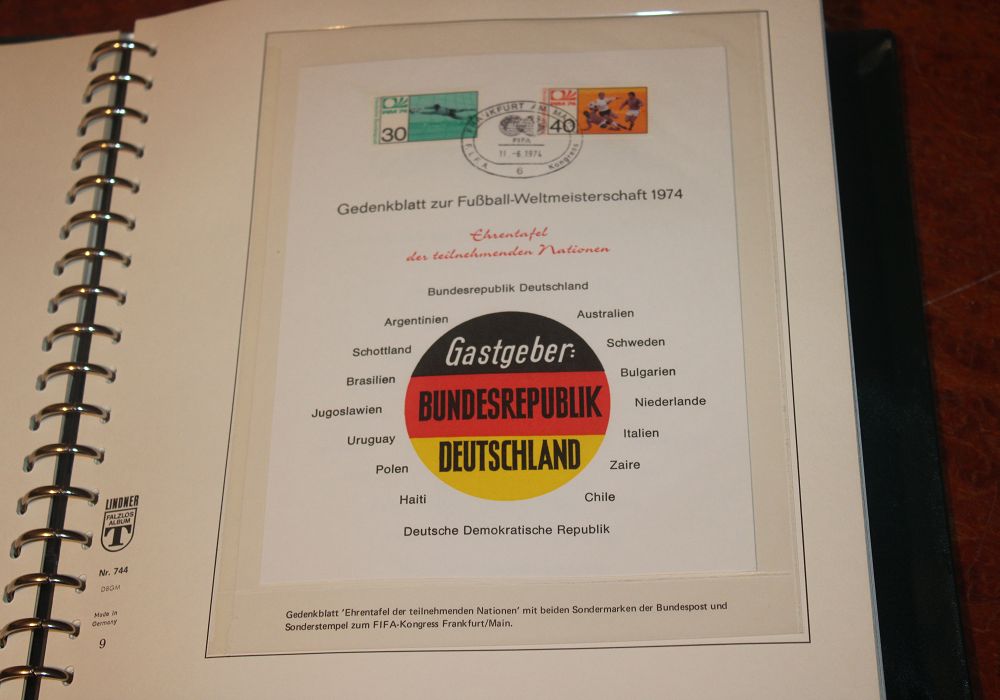 30
40
FRANKFURT AM MAIN
FIFA
11.-6.1974
F.I.F.A. Kongress
6
Gedenkblatt zur Fußball-Weltmeisterschaft 1974
Ehrentafel
der teilnehmenden Nationen
Bundesrepublik Deutschland
Argentinien
Australien
Schottland
Schweden
Brasilien
Bulgarien
Jugoslawien
Niederlande
Uruguay
Italien
Polen
Zaire
Haiti
Chile
Gastgeber:
BUNDESREPUBLIK
DEUTSCHLAND
Deutsche Demokratische Republik
LINDNER
FALZLOS
ALBUM
T
Nr. 744
DBGM
Made in
Germany
9
Gedenkblatt 'Ehrentafel der teilnehmenden Nationen' mit beiden Sondermarken der Bundespost und
Sonderstempel zum FIFA-Kongress Frankfurt/Main.